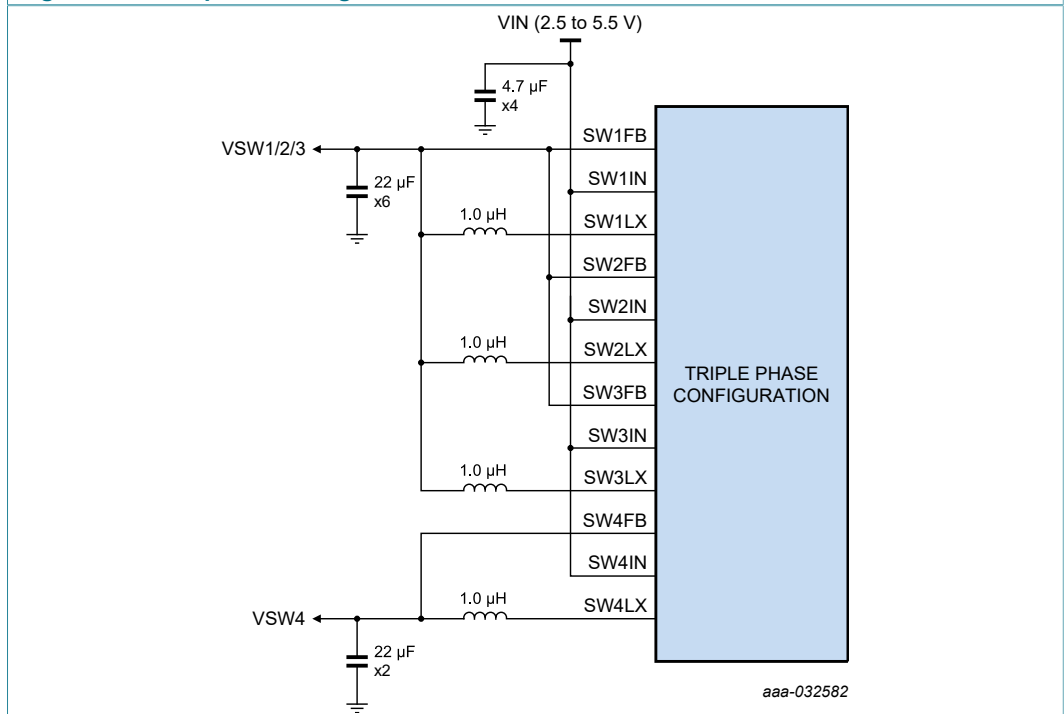 VIN (2.5 to 5.5 V)
4.7 µF
x4
VSW1/2/3
22 µF
x6
SW1FB
SW1IN
1.0 µH
SW1LX
SW2FB
SW2IN
1.0 µH
SW2LX
SW3FB
SW3IN
1.0 µH
SW3LX
SW4FB
SW4IN
1.0 µH
SW4LX
VSW4
22 µF
x2
TRIPLE PHASE
CONFIGURATION
aaa-032582